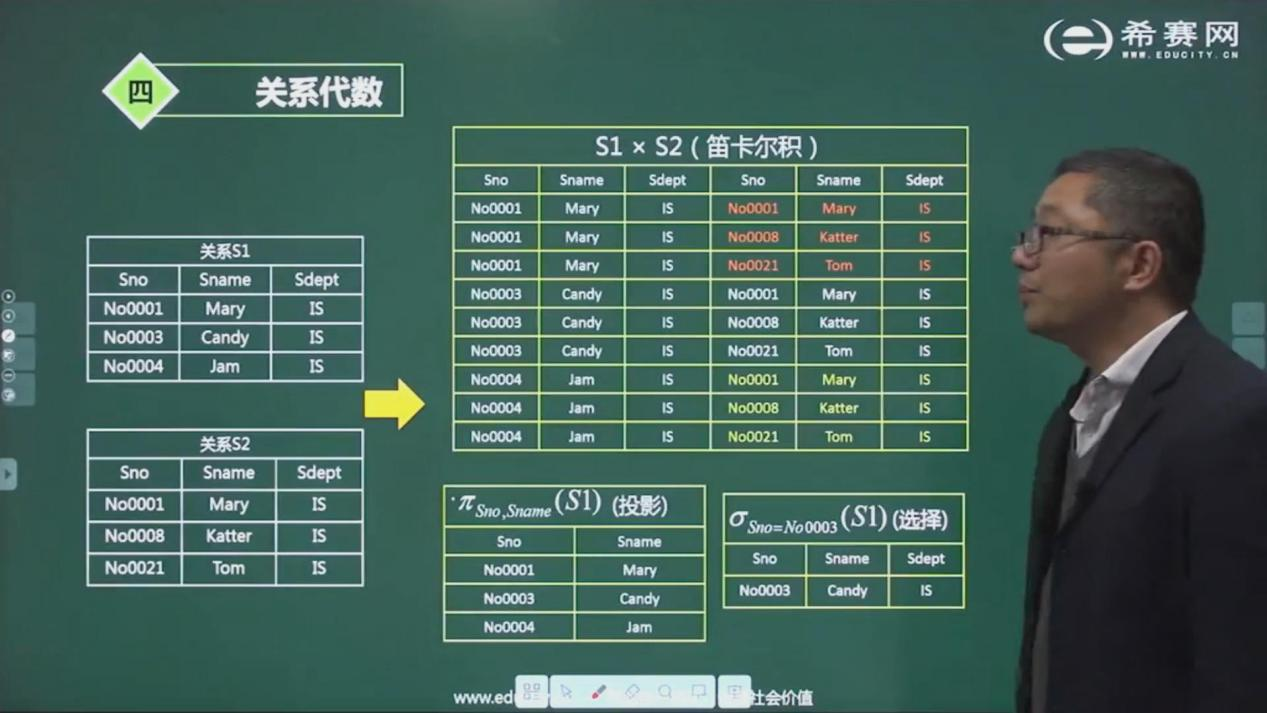 希赛网
WWW.EDUCITY.CN
四 关系代数
关系S1
Sno Sname Sdept
No0001 Mary IS
No0003 Candy IS
No0004 Jam IS
关系S2
Sno Sname Sdept
No0001 Mary IS
No0008 Katter IS
No0021 Tom IS
S1 × S2 ( 笛卡尔积 )
Sno Sname Sdept Sno Sname Sdept
No0001 Mary IS No0001 Mary IS
No0001 Mary IS No0008 Katter IS
No0001 Mary IS No0021 Tom IS
No0003 Candy IS No0001 Mary IS
No0003 Candy IS No0008 Katter IS
No0003 Candy IS No0021 Tom IS
No0004 Jam IS No0001 Mary IS
No0004 Jam IS No0008 Katter IS
No0004 Jam IS No0021 Tom IS
π Sno,Sname (S1) (投影)
Sno Sname
No0001 Mary
No0003 Candy
No0004 Jam
σ Sno=No0003 (S1) (选择)
Sno Sname Sdept
No0003 Candy IS
社会价值